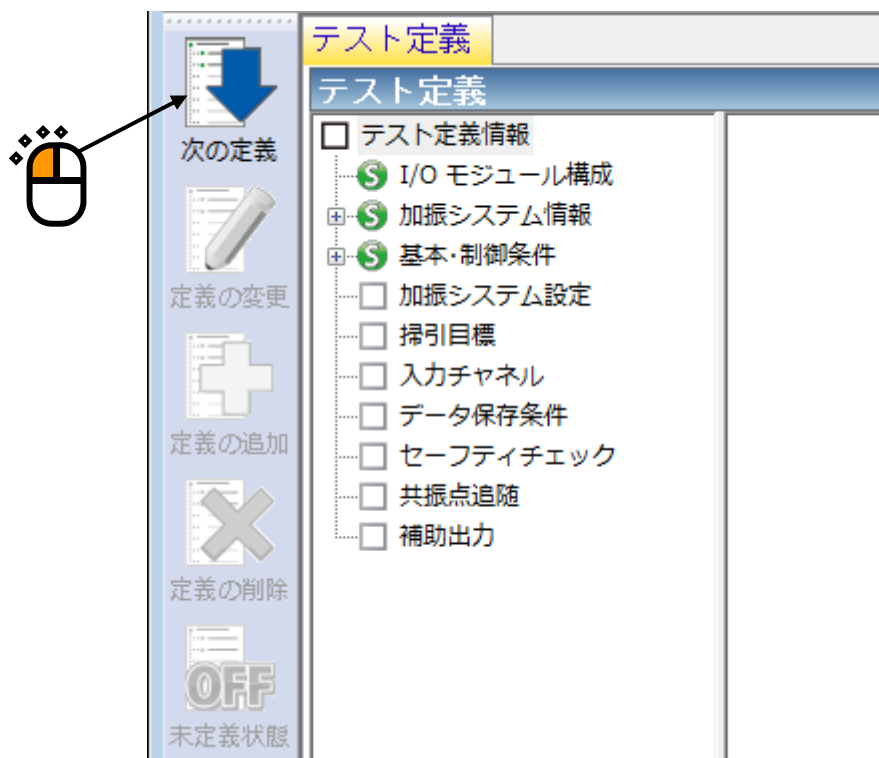 テスト定義
テスト定義
次の定義
定義の変更
定義の追加
定義の削除
OFF
未定義状態
テスト定義情報
S I/O モジュール構成
S 加振システム情報
S 基本・制御条件
加振システム設定
掃引目標
入力チャネル
データ保存条件
セーフティチェック
共振点追随
補助出力